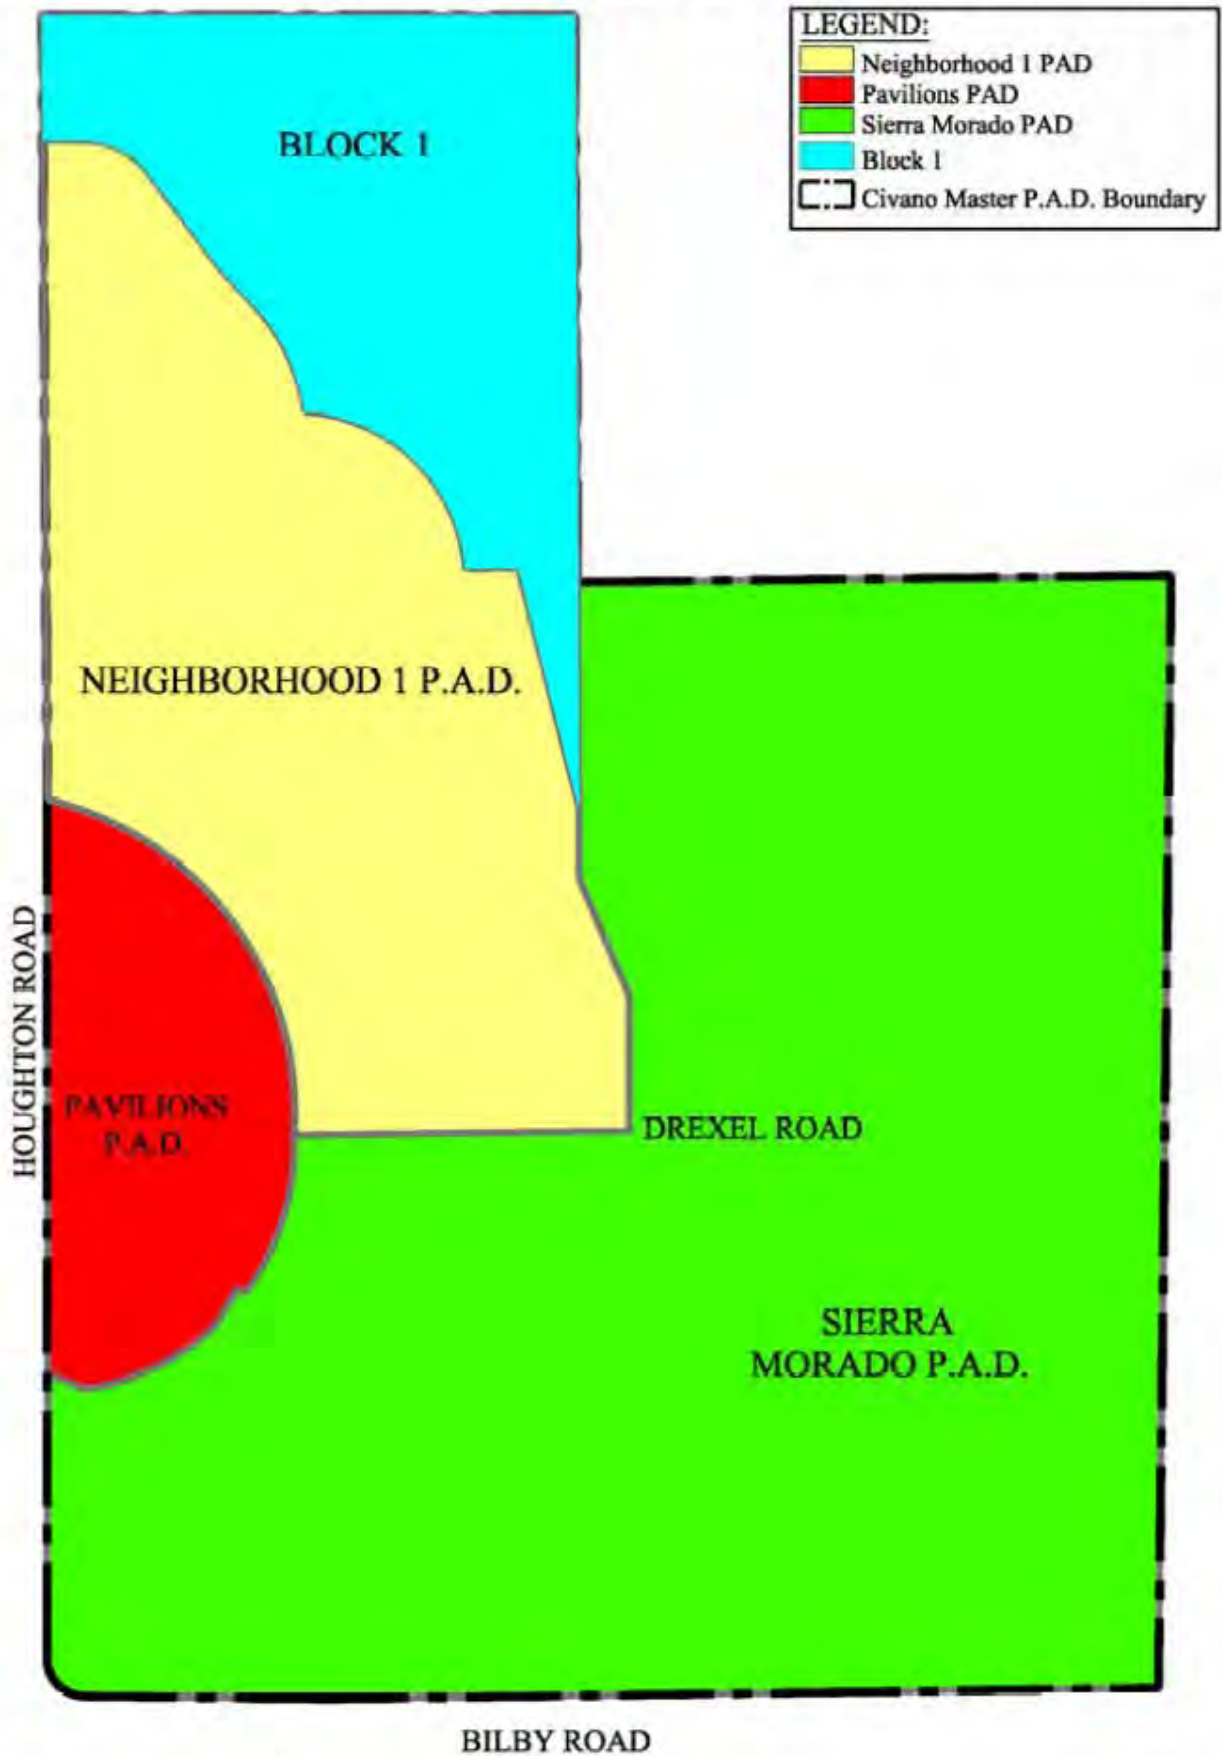 LEGEND:
Neighborhood 1 PAD
Pavilions PAD
Sierra Morado PAD
Block 1
Civano Master P.A.D. Boundary
BLOCK 1
NEIGHBORHOOD 1 P.A.D.
HOUGHTON ROAD
PAVILIONS
P.A.D.
DREXEL ROAD
SIERRA
MORADO P.A.D.
BILBY ROAD